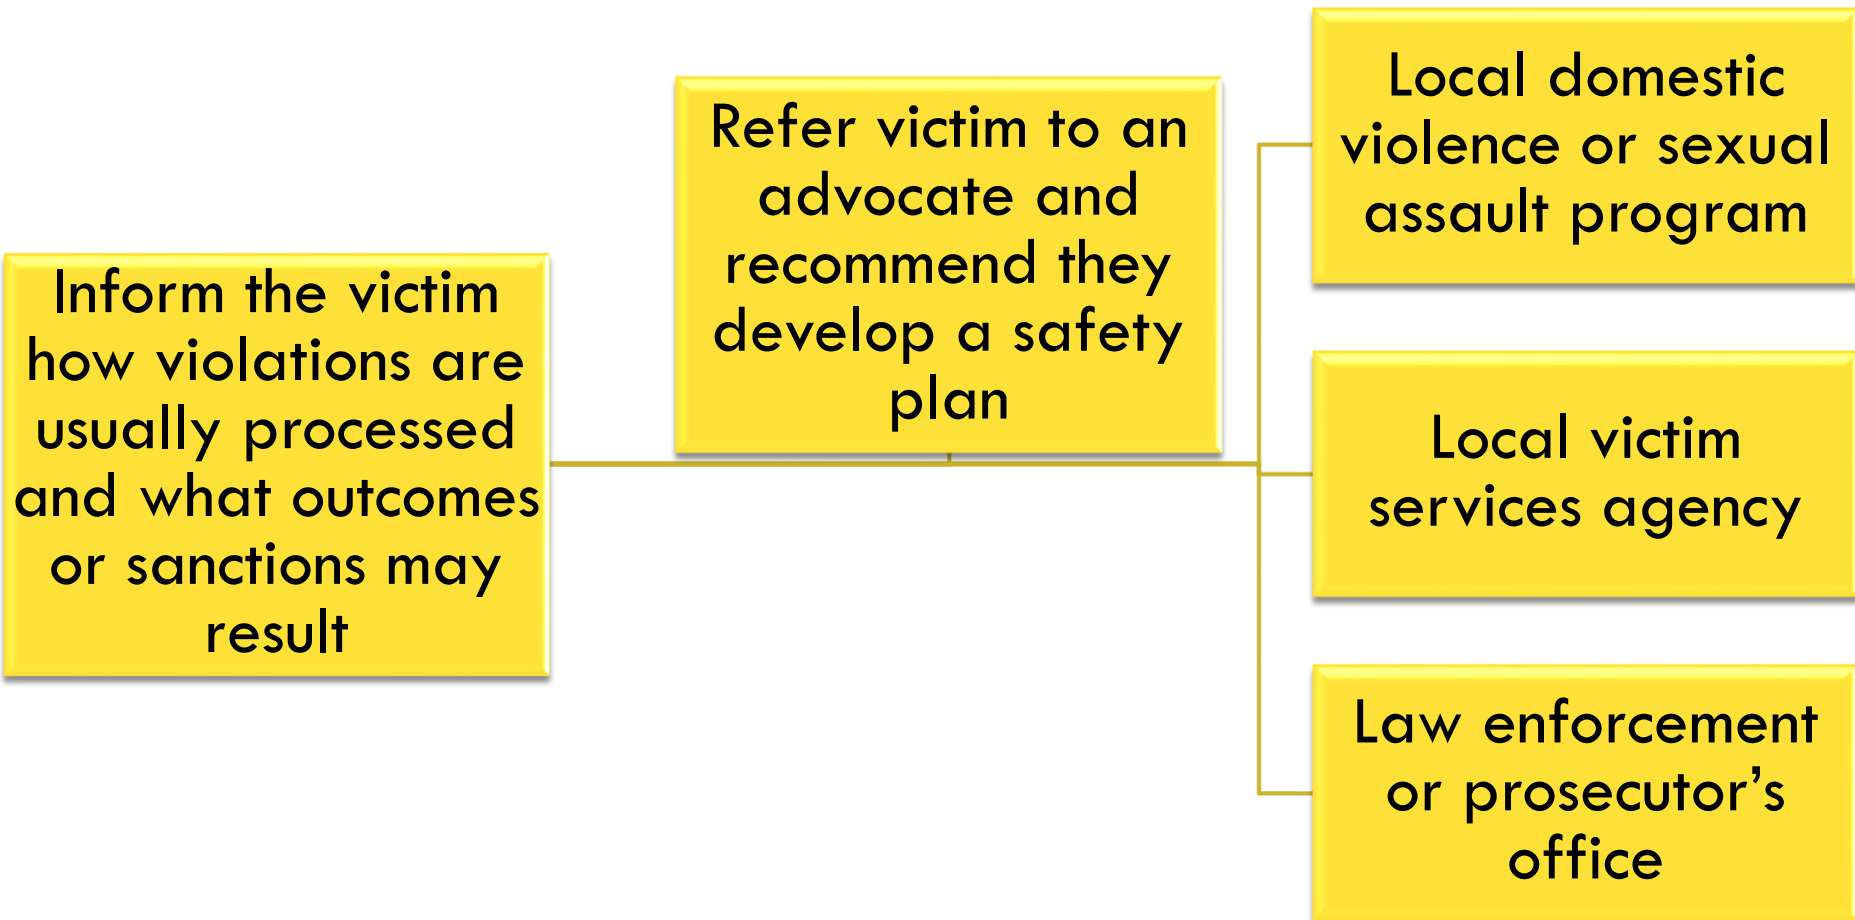 Inform the victim
how violations are
usually processed
and what outcomes
or sanctions may
result
Refer victim to an
advocate and
recommend they
develop a safety
plan
Local domestic
violence or sexual
assault program
Local victim
services agency
Law enforcement
or prosecutor’s
office